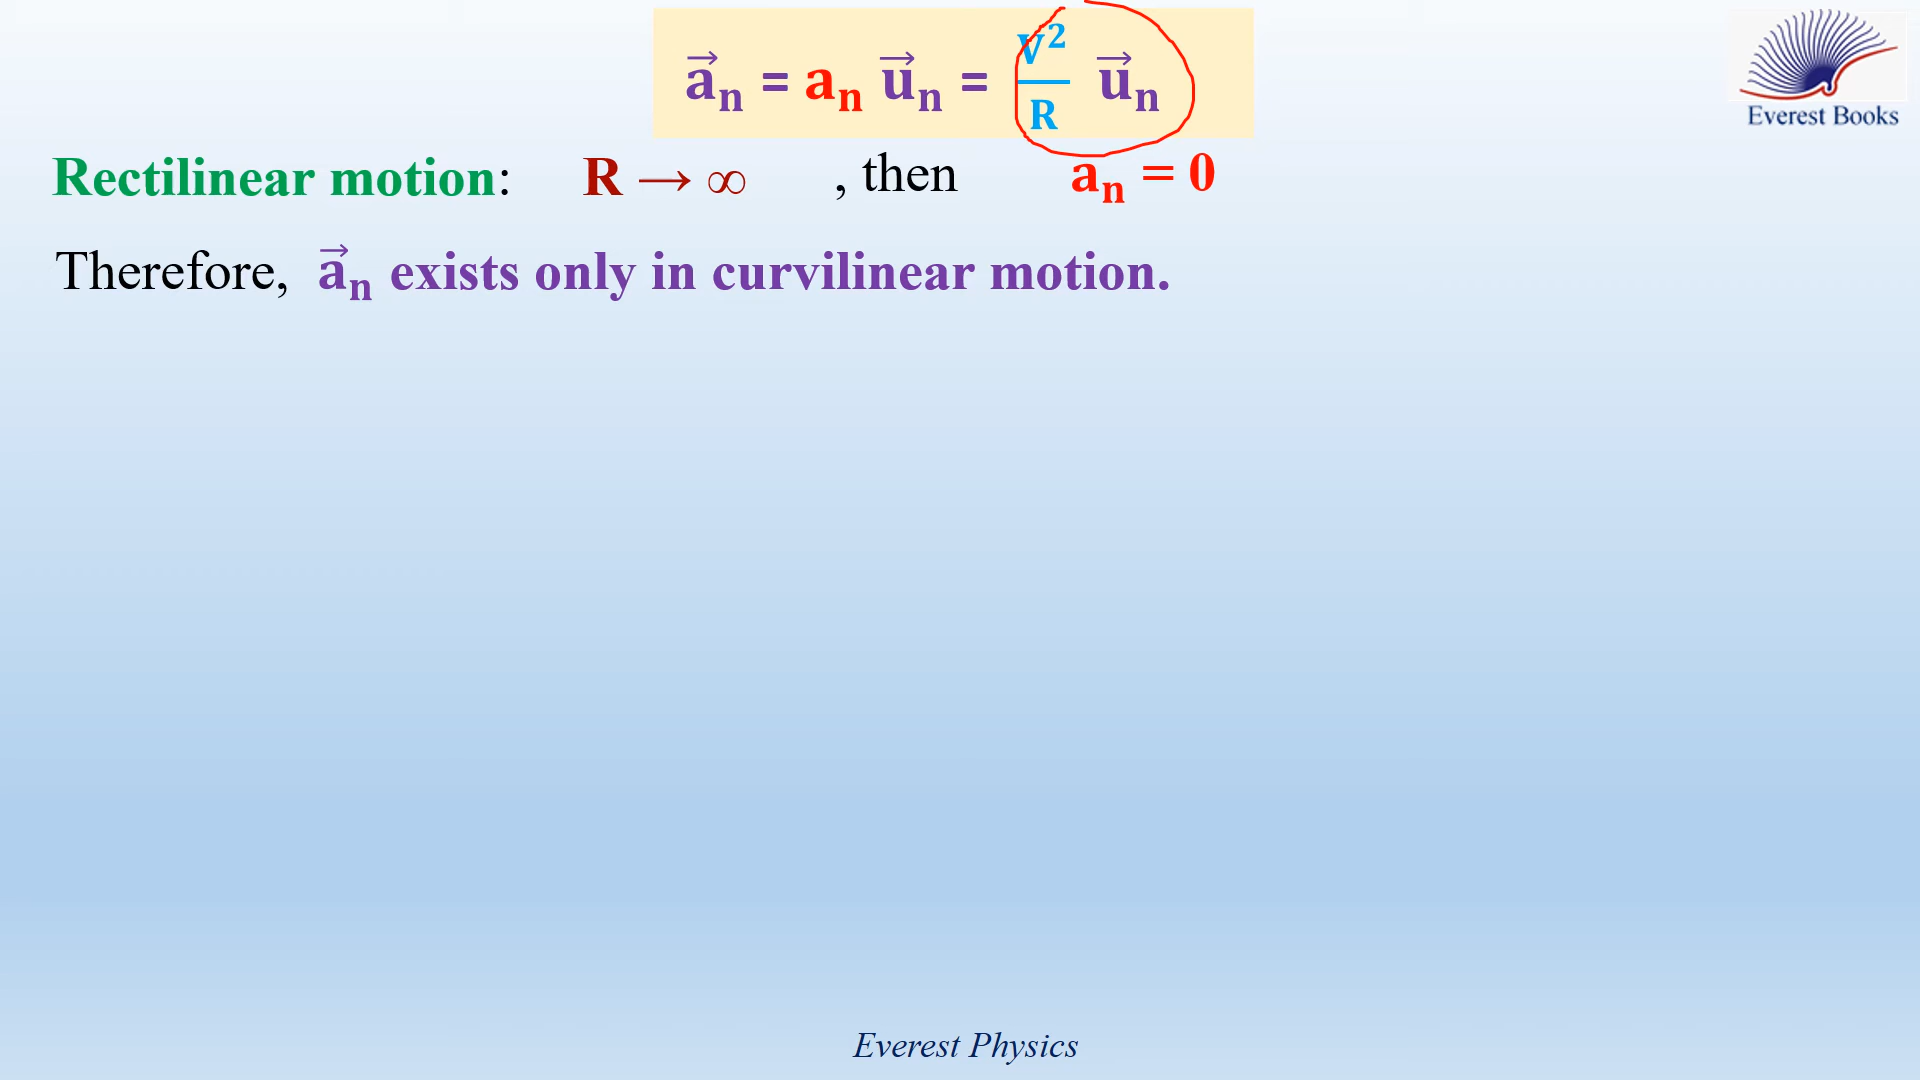 a⃗ₙ = aₙ u⃗ₙ = V²/R u⃗ₙ
Everest Books
Rectilinear motion: R → ∞ , then aₙ = 0
Therefore, a⃗ₙ exists only in curvilinear motion.
Everest Physics